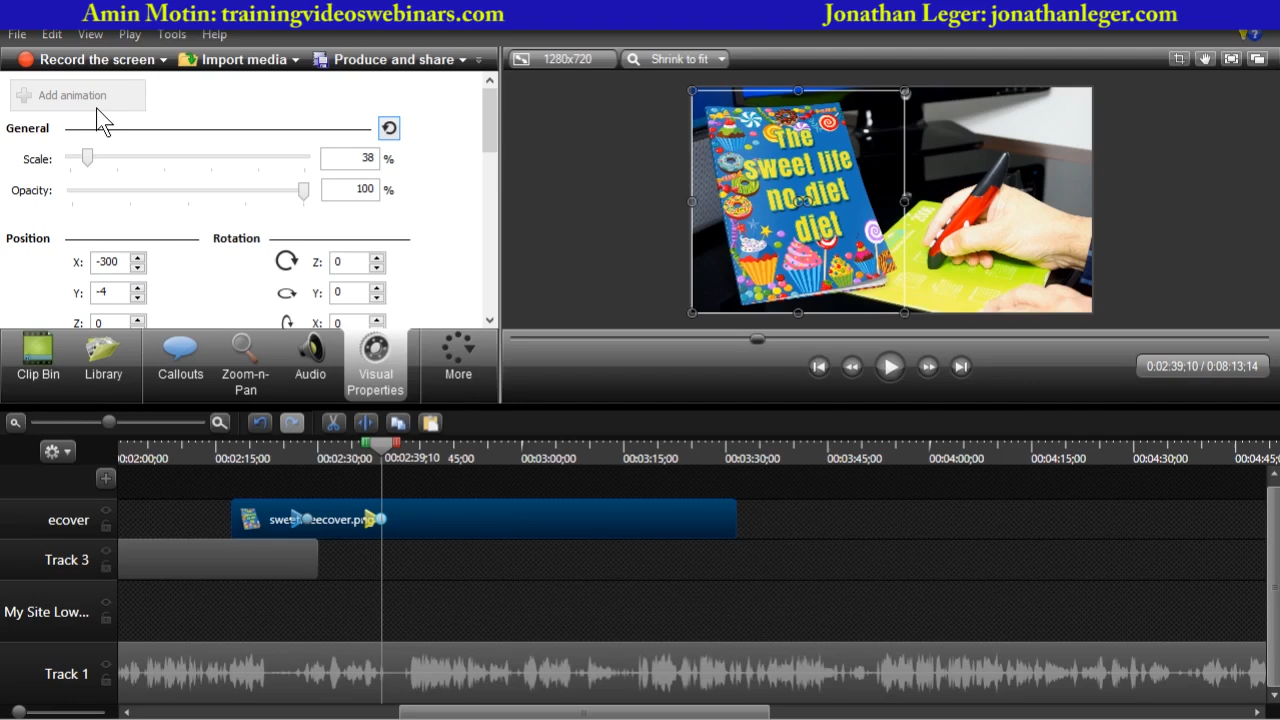 Amin Motin: trainingvideoswebinars.com
Jonathan Leger: jonathanleger.com
File Edit View Play Tools Help
Record the screen Import media Produce and share
1280x720 Shrink to fit
Add animation
General
Scale: 38 %
Opacity: 100 %
Position Rotation
X: -300 Z: 0
Y: -4 Y: 0
Z: 0 X: 0
The
sweet life
no diet
diet
Clip Bin Library Callouts Zoom-n-Pan Audio Visual Properties More
0:02:39;10 / 0:08:13;14
00:02:00;00 00:02:15;00 00:02:30;00 00:02:39;10 45;00 00:03:00;00 00:03:15;00 00:03:30;00 00:03:45;00 00:04:00;00 00:04:15;00 00:04:30;00 00:04:45;
ecover
Track 3
My Site Low...
Track 1